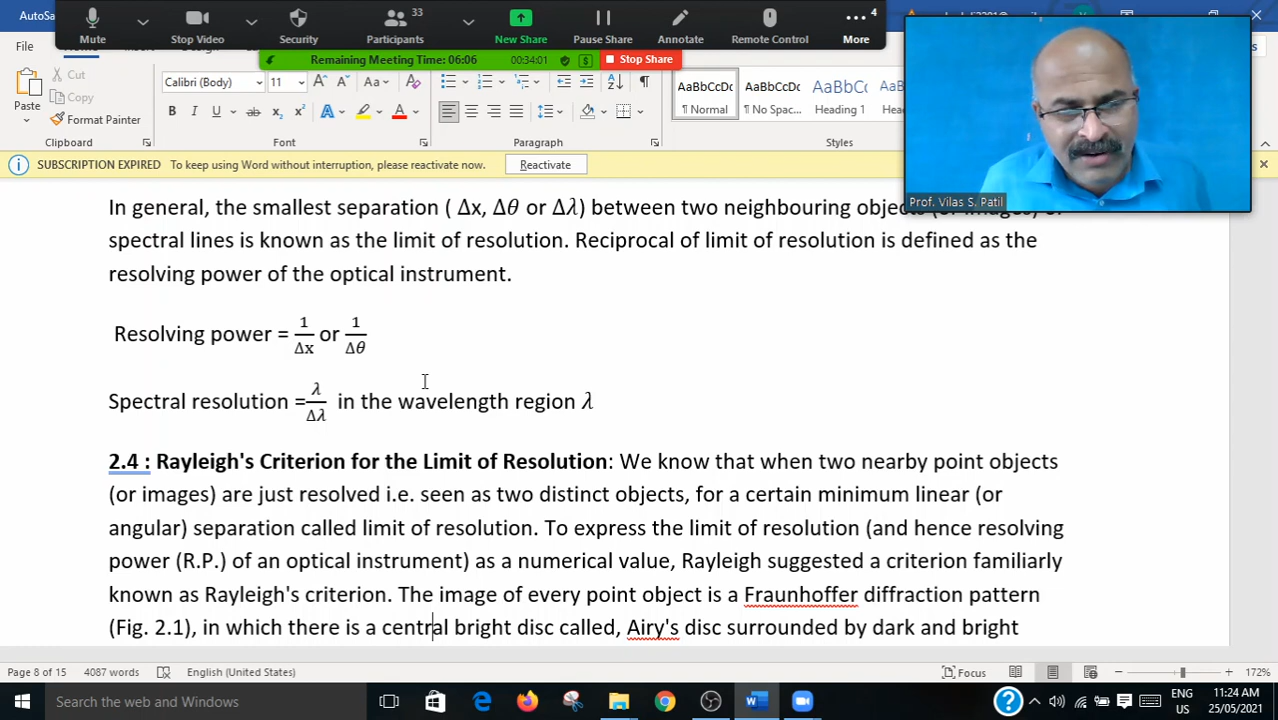 AutoSa
33
4
Mute
Stop Video
Security
Participants
New Share
Pause Share
Annotate
Remote Control
More
Remaining Meeting Time: 06:06
00:34:01
$
Stop Share
File
Paste
Cut
Copy
Format Painter
Clipboard
Calibri (Body)
11
Aa
B I U ab x₂ x² A A
Font
Paragraph
AaBbCcDc
AaBbCcDc
AaBbC
AaB
¶ Normal
¶ No Spac...
Heading 1
Head
Styles
SUBSCRIPTION EXPIRED To keep using Word without interruption, please reactivate now.
Reactivate
Prof. Vilas S. Patil
In general, the smallest separation ( Δx, Δθ or Δλ) between two neighbouring objects (or images) or
spectral lines is known as the limit of resolution. Reciprocal of limit of resolution is defined as the
resolving power of the optical instrument.
Resolving power = 1/Δx or 1/Δθ
Spectral resolution =λ/Δλ in the wavelength region λ
2.4 : Rayleigh's Criterion for the Limit of Resolution: We know that when two nearby point objects
(or images) are just resolved i.e. seen as two distinct objects, for a certain minimum linear (or
angular) separation called limit of resolution. To express the limit of resolution (and hence resolving
power (R.P.) of an optical instrument) as a numerical value, Rayleigh suggested a criterion familiarly
known as Rayleigh's criterion. The image of every point object is a Fraunhoffer diffraction pattern
(Fig. 2.1), in which there is a central bright disc called, Airy's disc surrounded by dark and bright
Page 8 of 15
4087 words
English (United States)
Focus
172%
Search the web and Windows
ENG
US
11:24 AM
25/05/2021